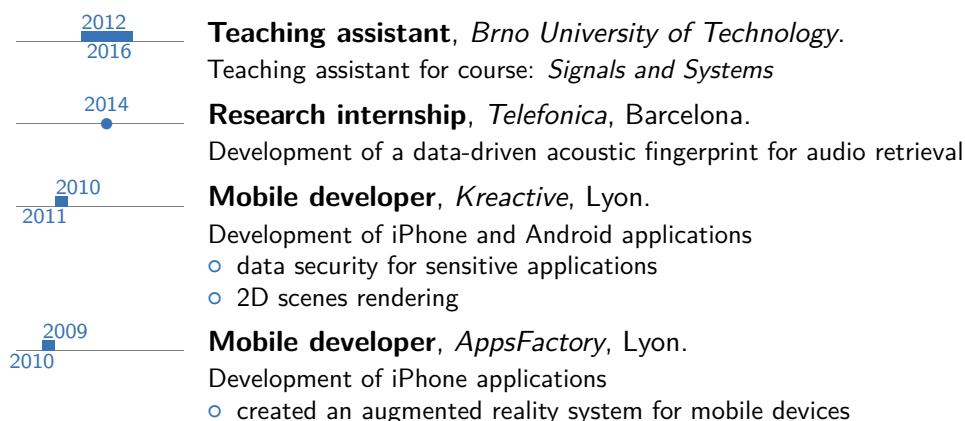 2012
2016
Teaching assistant, Brno University of Technology.
Teaching assistant for course: Signals and Systems
2014
Research internship, Telefonica, Barcelona.
Development of a data-driven acoustic fingerprint for audio retrieval
2010
2011
Mobile developer, Kreactive, Lyon.
Development of iPhone and Android applications
data security for sensitive applications
2D scenes rendering
2009
2010
Mobile developer, AppsFactory, Lyon.
Development of iPhone applications
created an augmented reality system for mobile devices